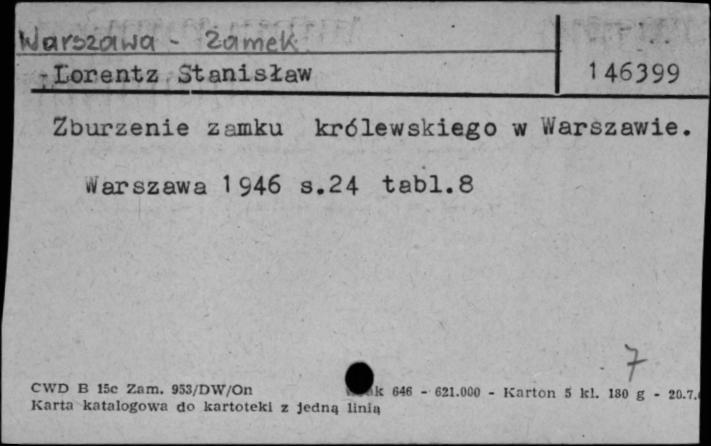 Warszawa - Zamek
Lorentz Stanisław
146399
Zburzenie zamku królewskiego w Warszawie.
Warszawa 1946 s.24 tabl.8
7
CWD B 15c Zam. 953/DW/On 646 - 621.000 - Karton 5 kl. 180 g - 20.7.
Karta katalogowa do kartoteki z jedną linią